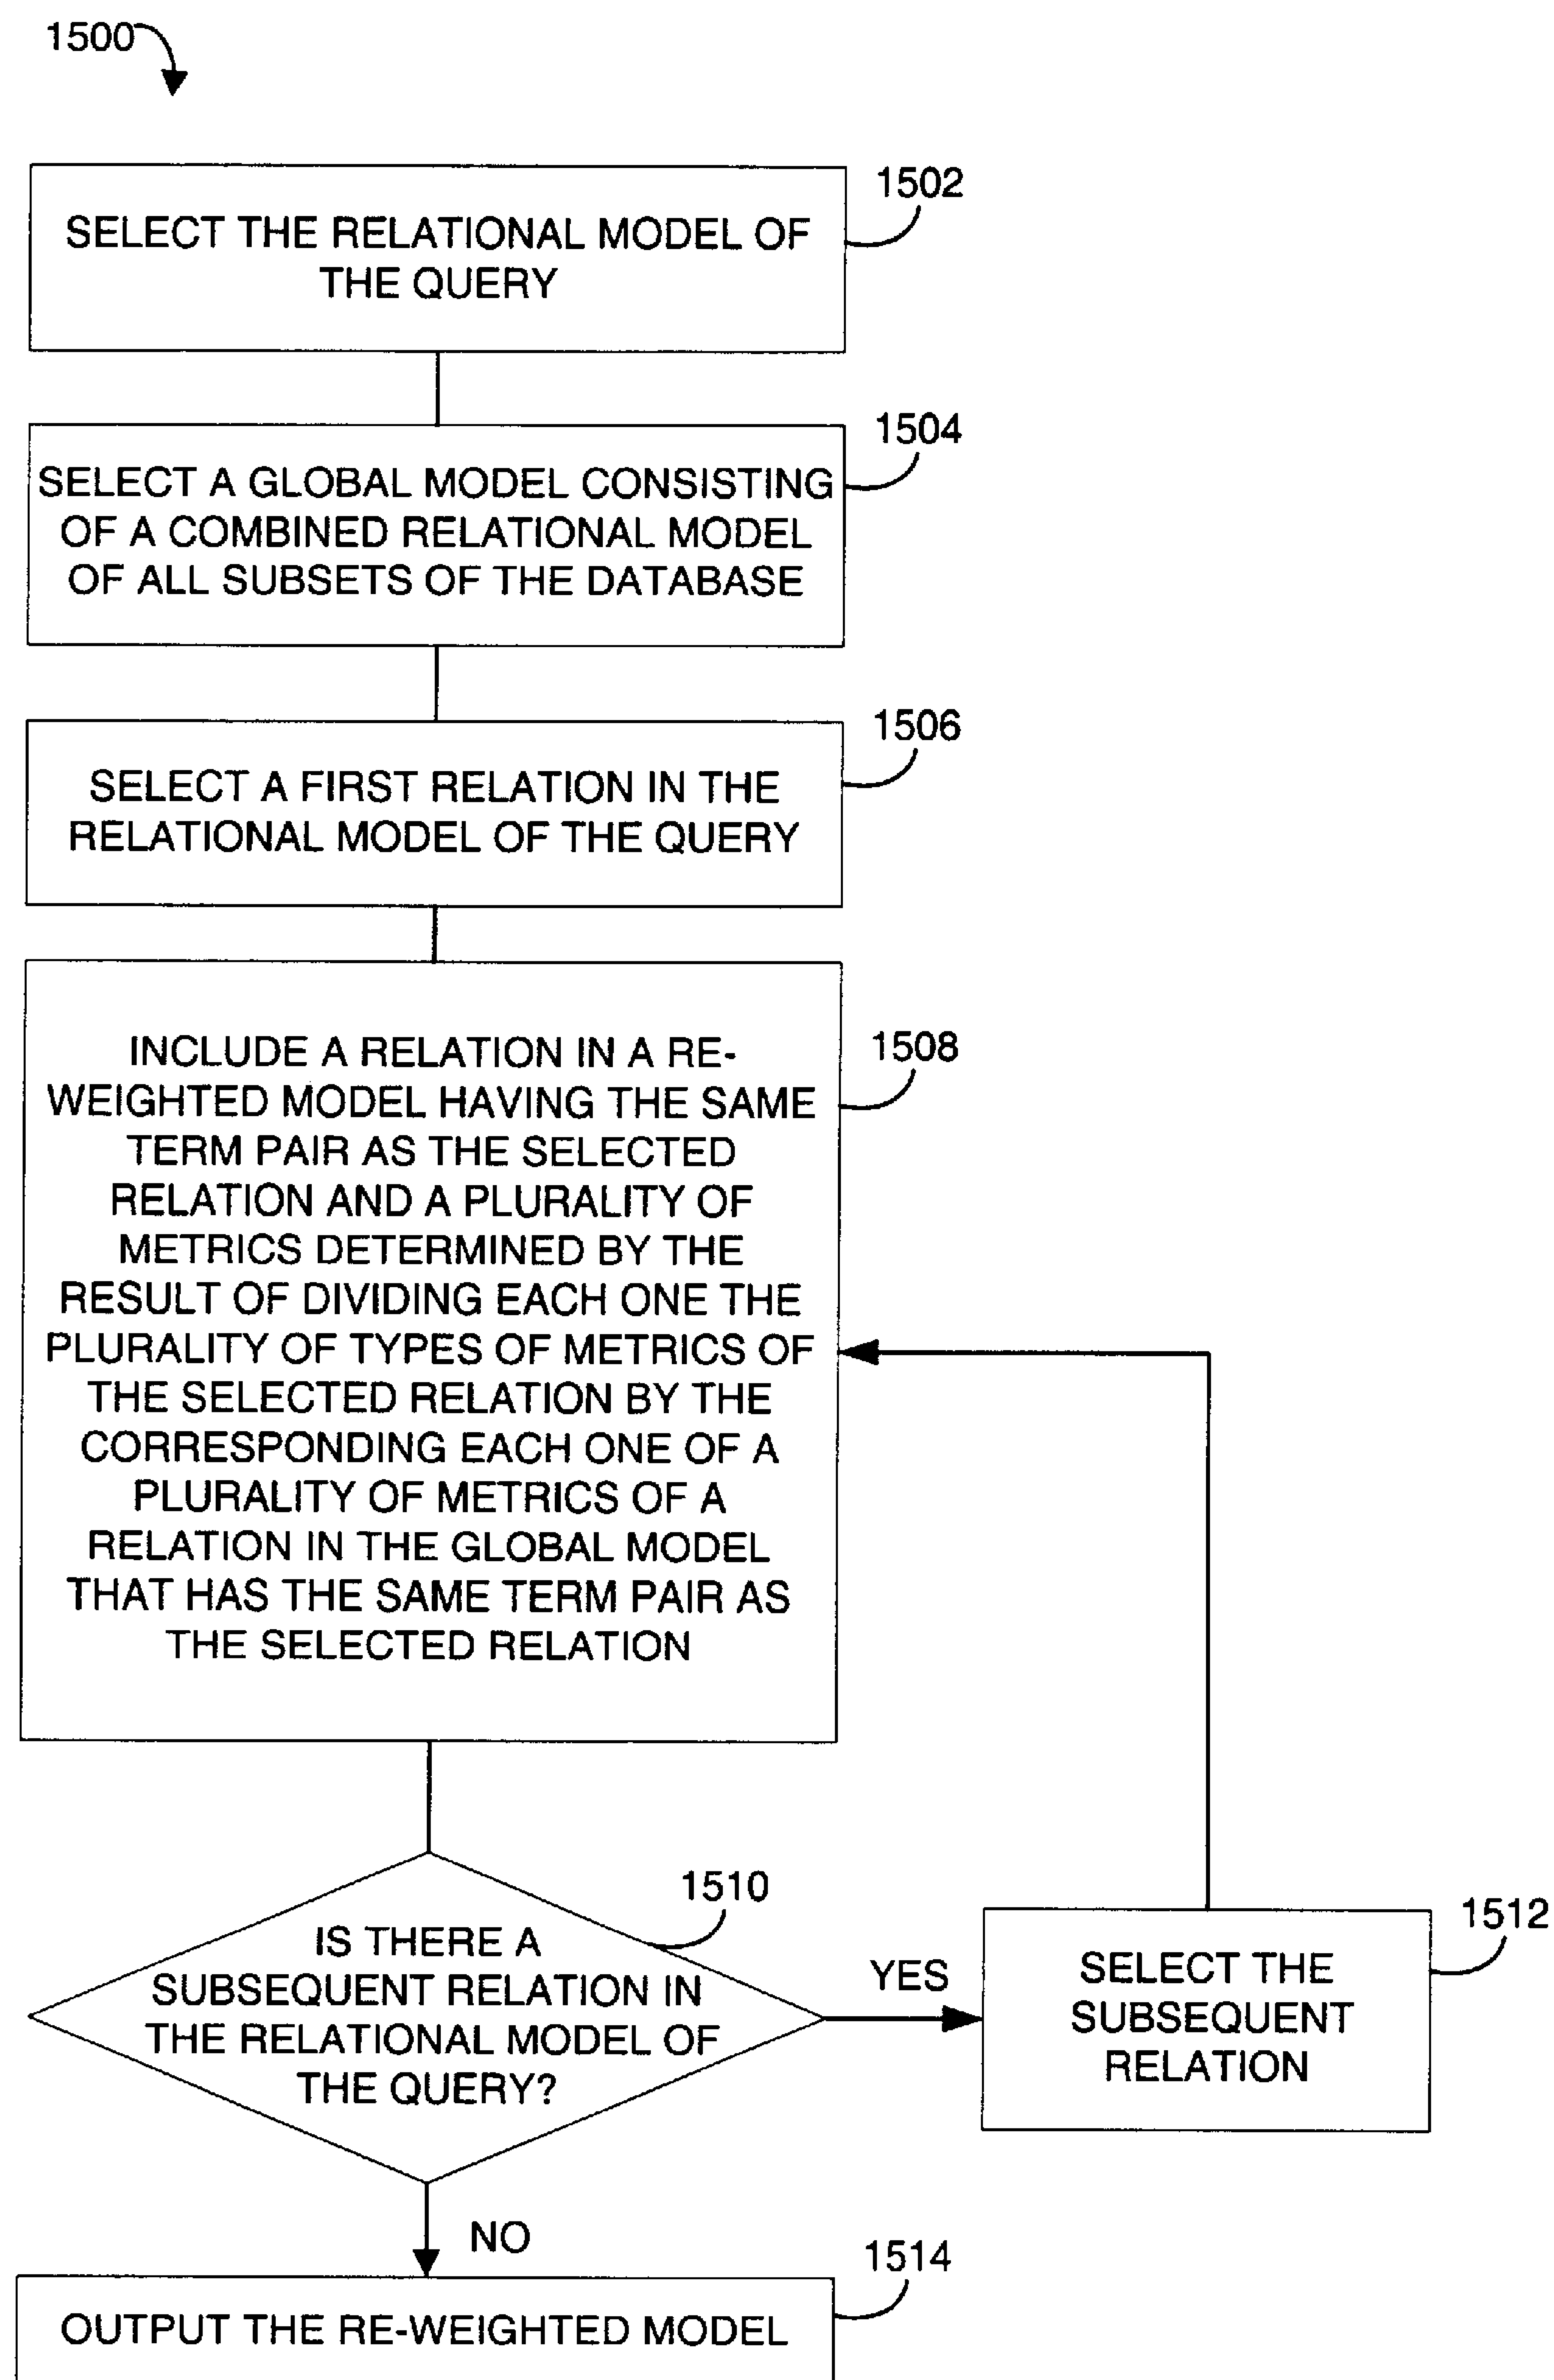 1500
1502
SELECT THE RELATIONAL MODEL OF
THE QUERY
1504
SELECT A GLOBAL MODEL CONSISTING
OF A COMBINED RELATIONAL MODEL
OF ALL SUBSETS OF THE DATABASE
1506
SELECT A FIRST RELATION IN THE
RELATIONAL MODEL OF THE QUERY
1508
INCLUDE A RELATION IN A RE-
WEIGHTED MODEL HAVING THE SAME
TERM PAIR AS THE SELECTED
RELATION AND A PLURALITY OF
METRICS DETERMINED BY THE
RESULT OF DIVIDING EACH ONE THE
PLURALITY OF TYPES OF METRICS OF
THE SELECTED RELATION BY THE
CORRESPONDING EACH ONE OF A
PLURALITY OF METRICS OF A
RELATION IN THE GLOBAL MODEL
THAT HAS THE SAME TERM PAIR AS
THE SELECTED RELATION
1510
IS THERE A
SUBSEQUENT RELATION IN
THE RELATIONAL MODEL OF
THE QUERY?
YES
1512
SELECT THE
SUBSEQUENT
RELATION
NO
1514
OUTPUT THE RE-WEIGHTED MODEL